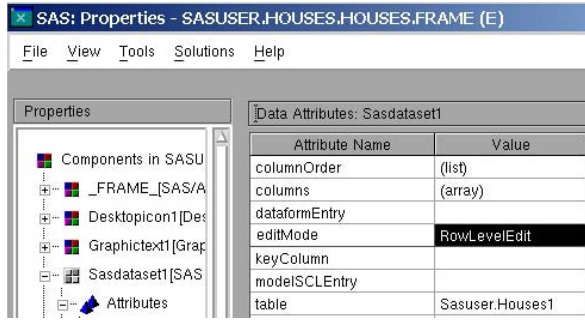 SAS: Properties - SASUSER.HOUSES.HOUSES.FRAME (E)
File View Tools Solutions Help
Properties
Components in SASU
_FRAME_[SAS/A
Desktopicon1[Des
Graphictext1[Grap
Sasdataset1[SAS
Attributes
Data Attributes: Sasdataset1
Attribute Name Value
columnOrder (list)
columns (array)
dataformEntry
editMode RowLevelEdit
keyColumn
modelSCLEntry
table Sasuser.Houses1